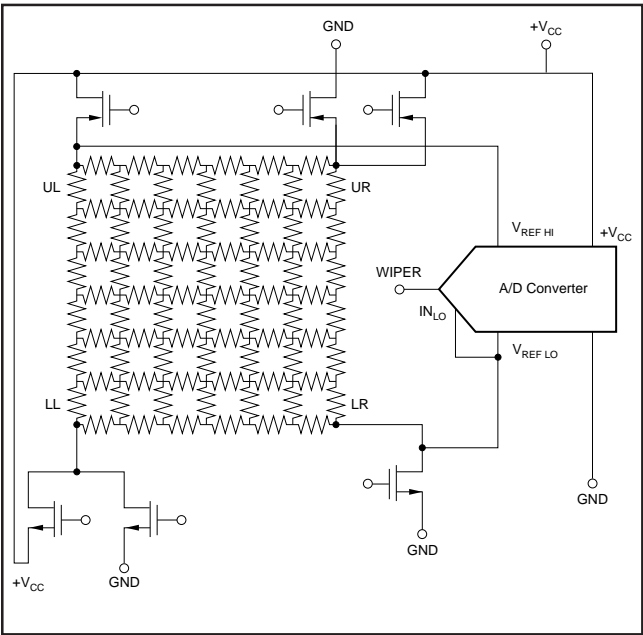 GND
+VCC
UL
UR
VREF HI
+VCC
WIPER
A/D Converter
INLO
VREF LO
LL
LR
GND
GND
+VCC
GND